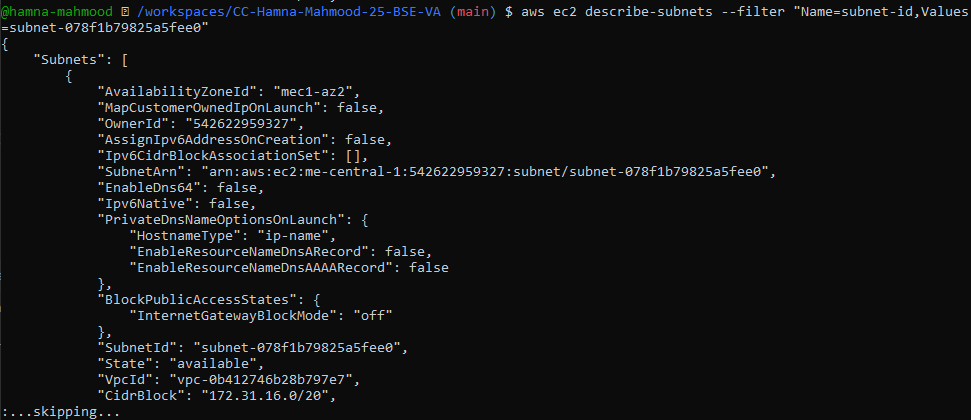 @hamna-mahmood /workspaces/CC-Hamna-Mahmood-25-BSE-VA (main) $ aws ec2 describe-subnets --filter "Name=subnet-id,Values
=subnet-078f1b79825a5fee0"
{
    "Subnets": [
        {
            "AvailabilityZoneId": "mec1-az2",
            "MapCustomerOwnedIpOnLaunch": false,
            "OwnerId": "542622959327",
            "AssignIpv6AddressOnCreation": false,
            "Ipv6CidrBlockAssociationSet": [],
            "SubnetArn": "arn:aws:ec2:me-central-1:542622959327:subnet/subnet-078f1b79825a5fee0",
            "EnableDns64": false,
            "Ipv6Native": false,
            "PrivateDnsNameOptionsOnLaunch": {
                "HostnameType": "ip-name",
                "EnableResourceNameDnsARecord": false,
                "EnableResourceNameDnsAAAARecord": false
            },
            "BlockPublicAccessStates": {
                "InternetGatewayBlockMode": "off"
            },
            "SubnetId": "subnet-078f1b79825a5fee0",
            "State": "available",
            "VpcId": "vpc-0b412746b28b797e7",
            "CidrBlock": "172.31.16.0/20",
:...skipping...